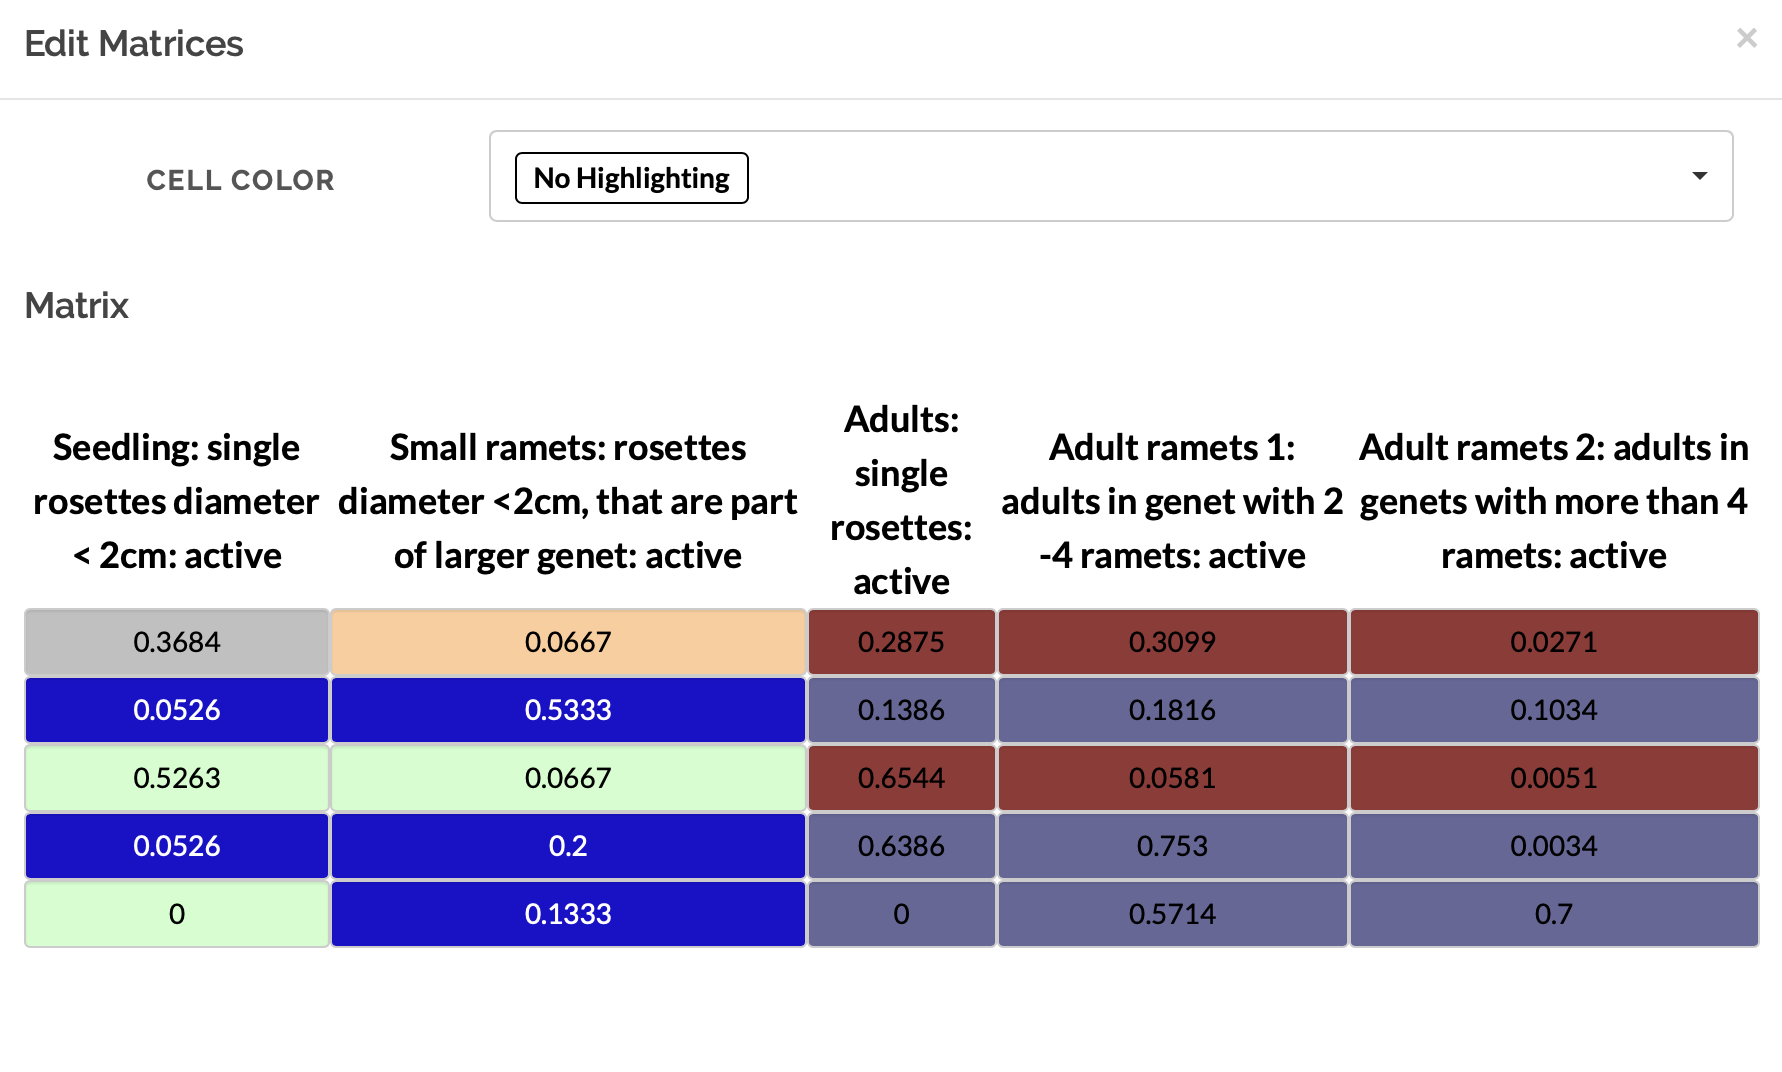 Edit Matrices ×
CELL COLOR No Highlighting
Matrix
Seedling: single
rosettes diameter
< 2cm: active
Small ramets: rosettes
diameter <2cm, that are part
of larger genet: active
Adults:
single
rosettes:
active
Adult ramets 1:
adults in genet with 2
-4 ramets: active
Adult ramets 2: adults in
genets with more than 4
ramets: active
0.3684 0.0667 0.2875 0.3099 0.0271
0.0526 0.5333 0.1386 0.1816 0.1034
0.5263 0.0667 0.6544 0.0581 0.0051
0.0526 0.2 0.6386 0.753 0.0034
0 0.1333 0 0.5714 0.7